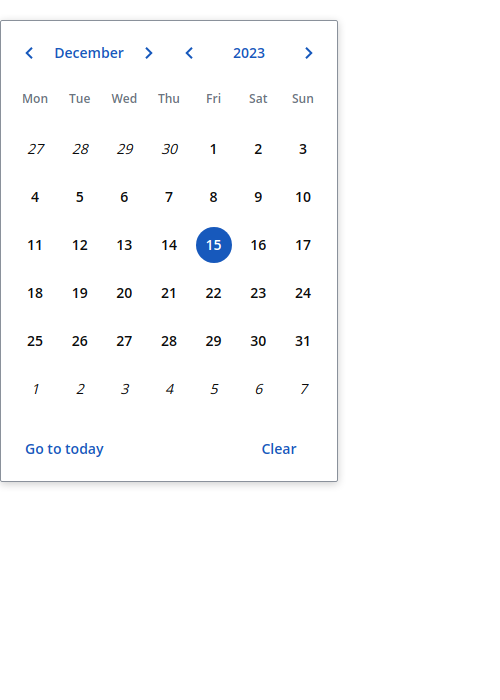 December 2023
Mon Tue Wed Thu Fri Sat Sun
27 28 29 30 1 2 3
4 5 6 7 8 9 10
11 12 13 14 15 16 17
18 19 20 21 22 23 24
25 26 27 28 29 30 31
1 2 3 4 5 6 7
Go to today Clear